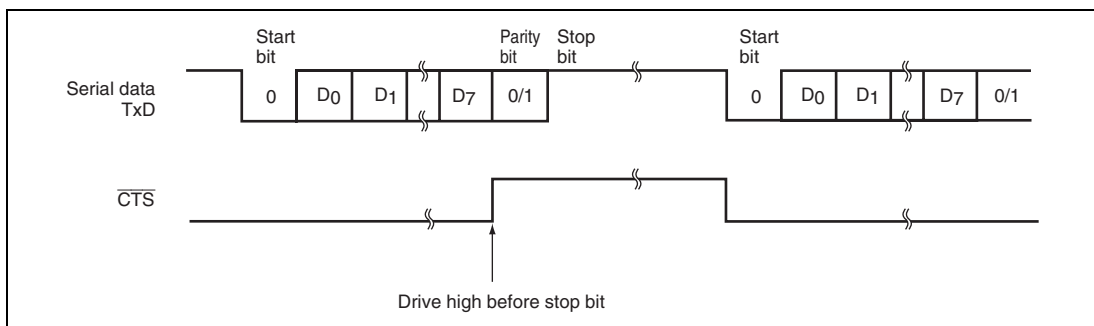 Start
bit
Parity
bit
Stop
bit
Start
bit
Serial data
TxD
0 D0 D1 D7 0/1 0 D0 D1 D7 0/1
CTS
Drive high before stop bit